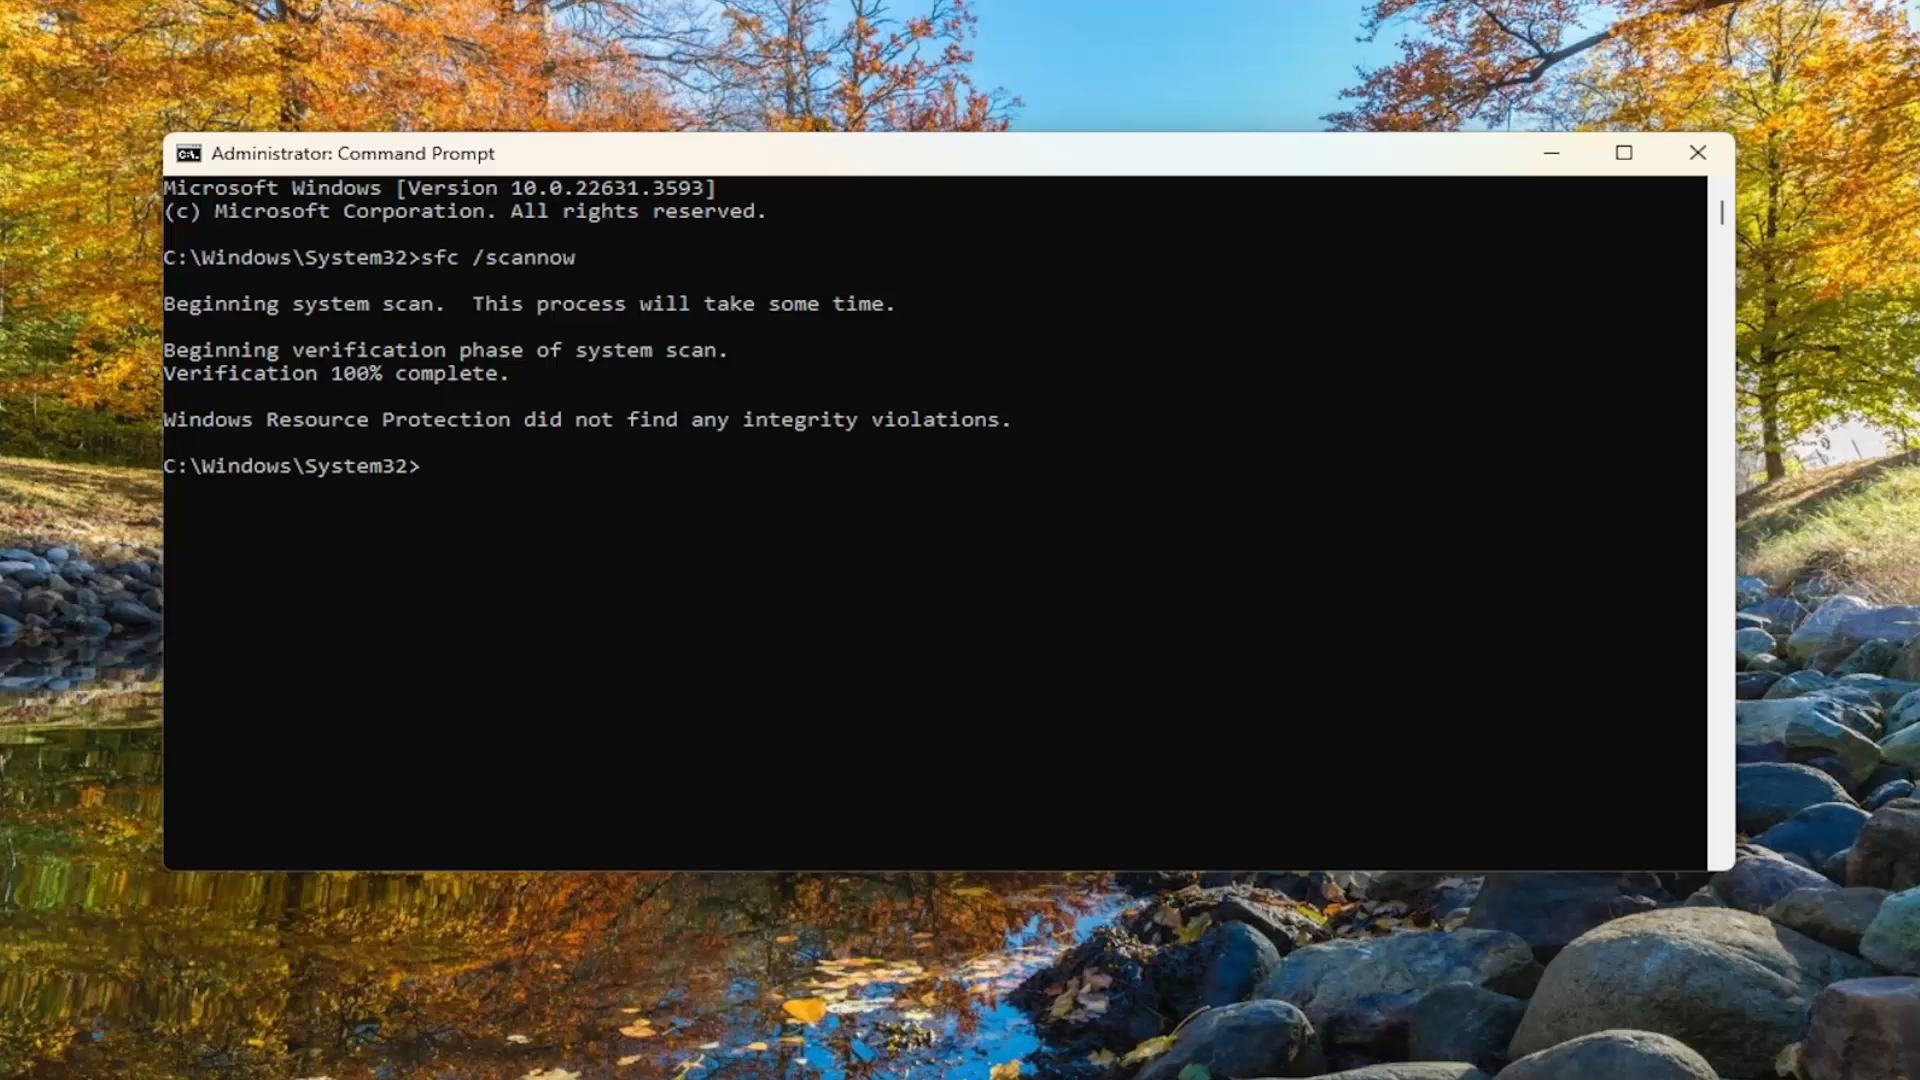 Administrator: Command Prompt
Microsoft Windows [Version 10.0.22631.3593]
(c) Microsoft Corporation. All rights reserved.
C:\Windows\System32>sfc /scannow
Beginning system scan.  This process will take some time.
Beginning verification phase of system scan.
Verification 100% complete.
Windows Resource Protection did not find any integrity violations.
C:\Windows\System32>